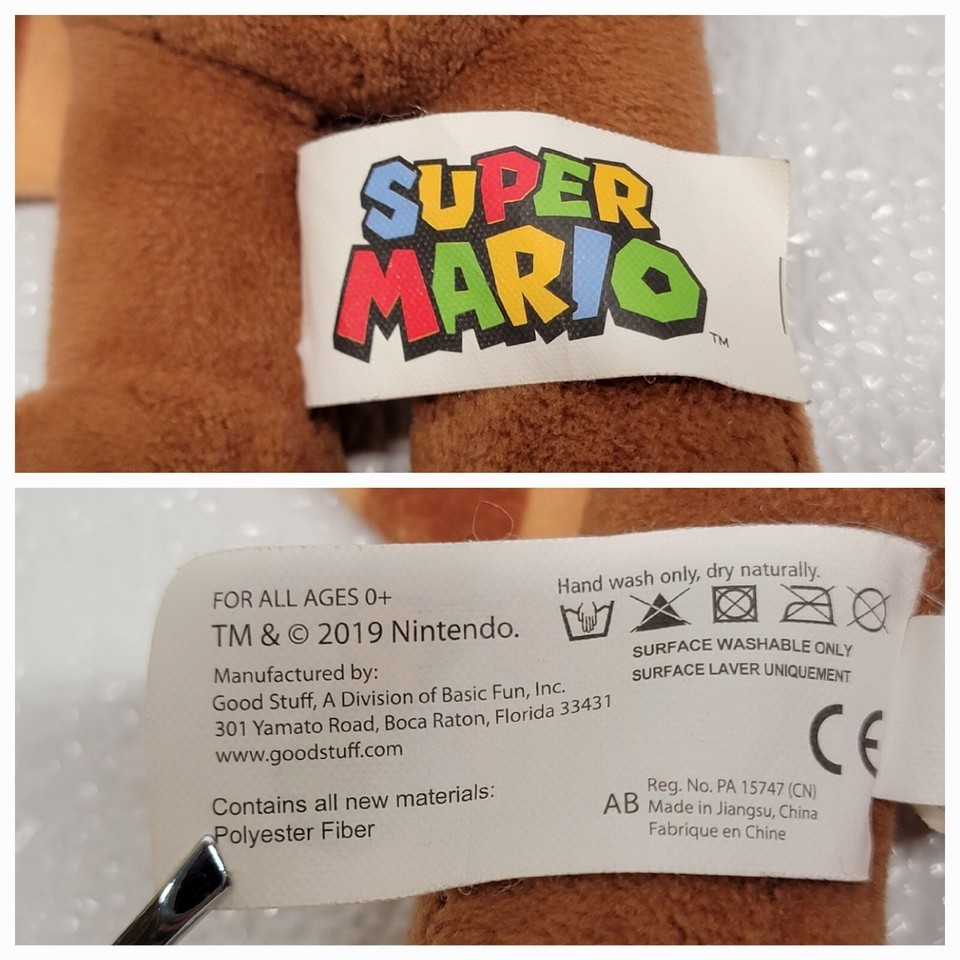 SUPER
MARIO
TM
FOR ALL AGES 0+
TM & © 2019 Nintendo.
Manufactured by:
Good Stuff, A Division of Basic Fun, Inc.
301 Yamato Road, Boca Raton, Florida 33431
www.goodstuff.com
Contains all new materials:
Polyester Fiber
Hand wash only, dry naturally.
SURFACE WASHABLE ONLY
SURFACE LAVER UNIQUEMENT
CE
AB
Reg. No. PA 15747 (CN)
Made in Jiangsu, China
Fabrique en Chine